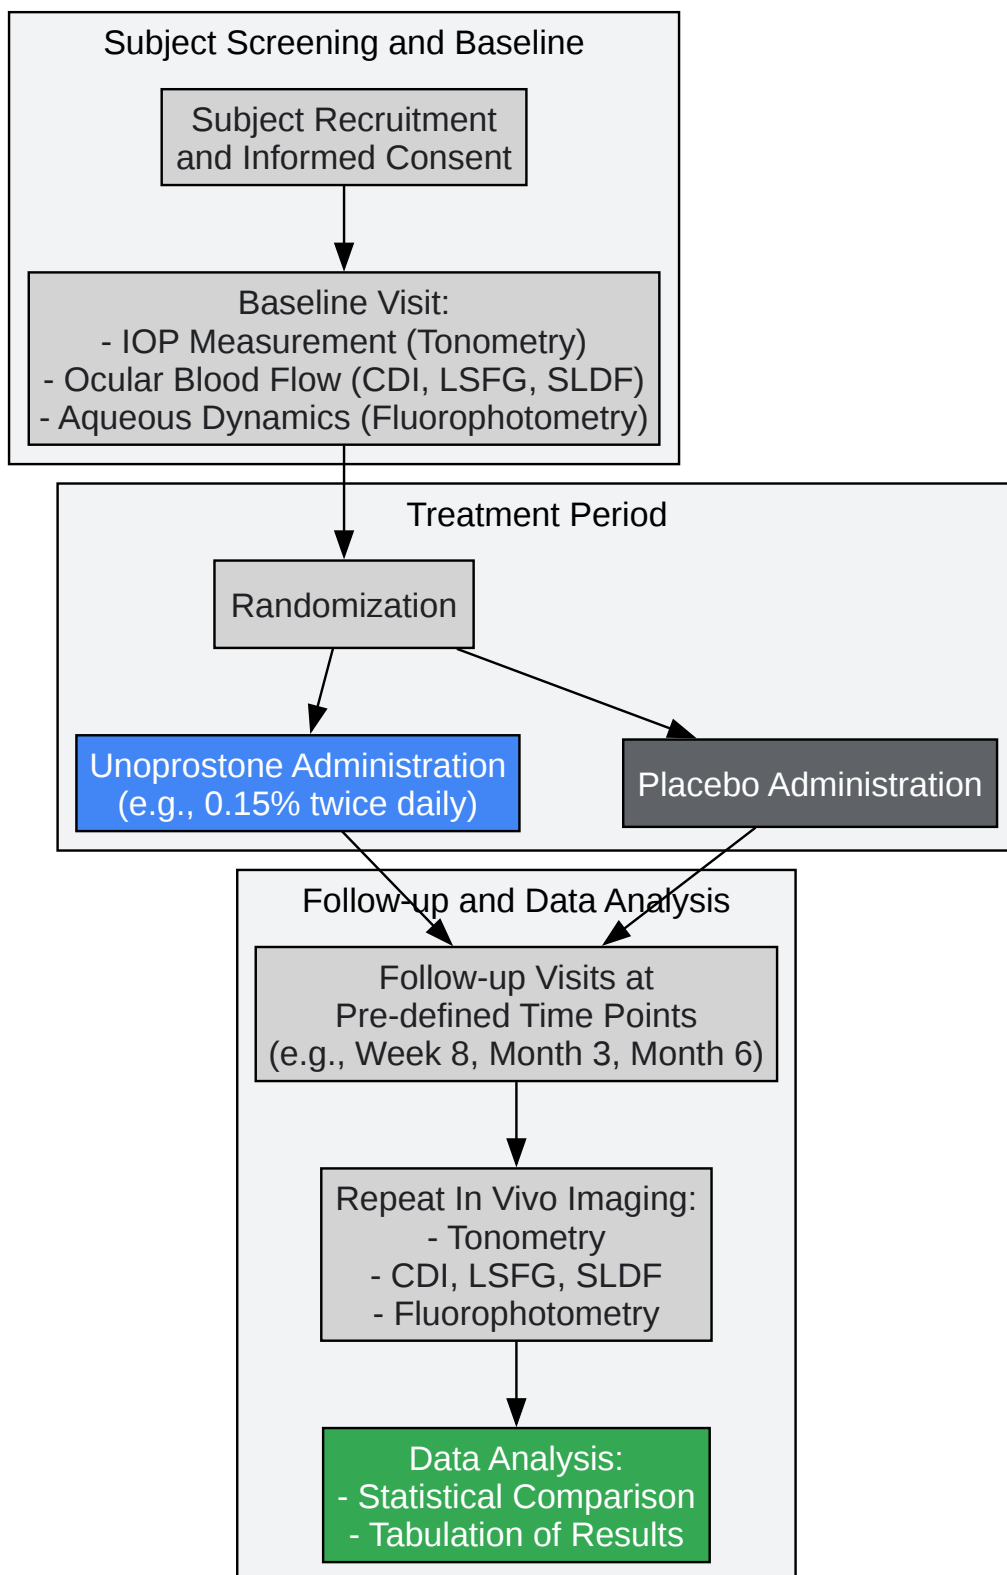 Subject Screening and Baseline
Subject Recruitment
and Informed Consent
Baseline Visit:
- IOP Measurement (Tonometry)
- Ocular Blood Flow (CDI, LSFG, SLDF)
- Aqueous Dynamics (Fluorophotometry)
Treatment Period
Randomization
Unoprostone Administration
(e.g., 0.15% twice daily)
Placebo Administration
Follow-up and Data Analysis
Follow-up Visits at
Pre-defined Time Points
(e.g., Week 8, Month 3, Month 6)
Repeat In Vivo Imaging:
- Tonometry
- CDI, LSFG, SLDF
- Fluorophotometry
Data Analysis:
- Statistical Comparison
- Tabulation of Results